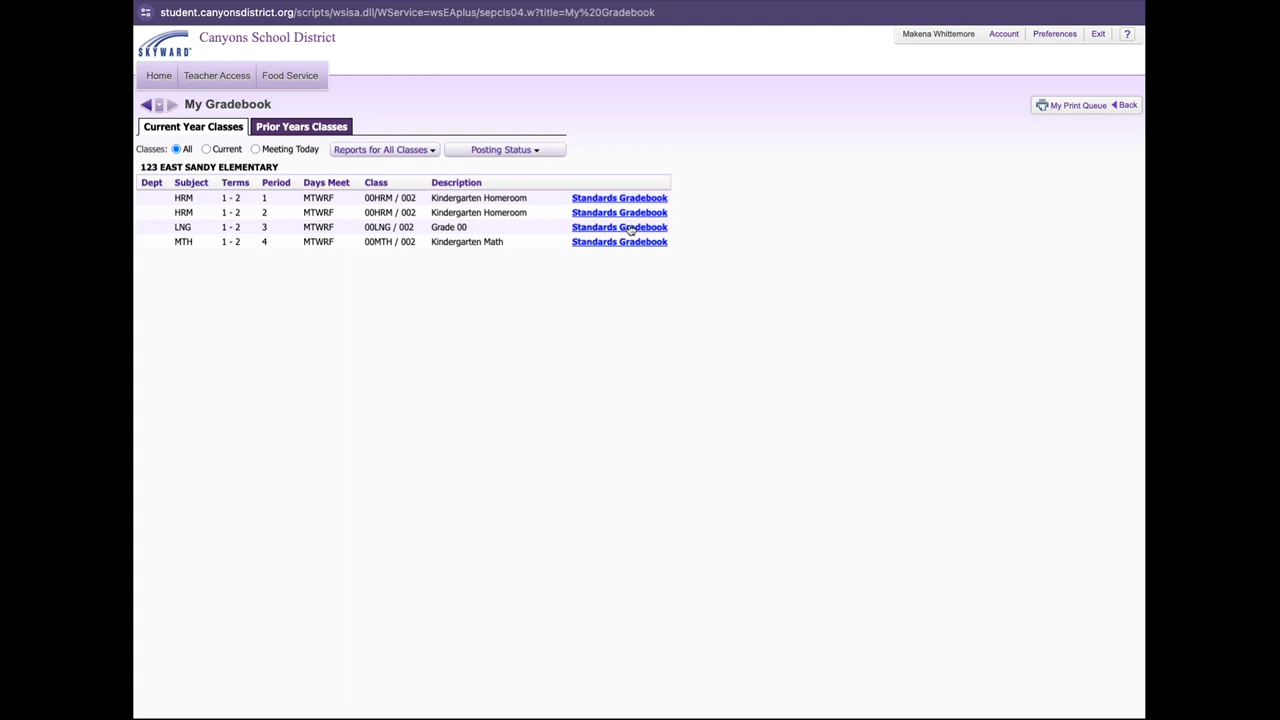 student.canyonsdistrict.org/scripts/wsisa.dll/WService=wsEAplus/sepcls04.w?title=My%20Gradebook
SKYWARD
Canyons School District
Makena Whittemore Account Preferences Exit ?
Home Teacher Access Food Service
My Gradebook
My Print Queue Back
Current Year Classes Prior Years Classes
Classes: All Current Meeting Today Reports for All Classes Posting Status
123 EAST SANDY ELEMENTARY
Dept Subject Terms Period Days Meet Class Description
HRM 1 - 2 1 MTWRF 00HRM / 002 Kindergarten Homeroom Standards Gradebook
HRM 1 - 2 2 MTWRF 00HRM / 002 Kindergarten Homeroom Standards Gradebook
LNG 1 - 2 3 MTWRF 00LNG / 002 Grade 00 Standards Gradebook
MTH 1 - 2 4 MTWRF 00MTH / 002 Kindergarten Math Standards Gradebook